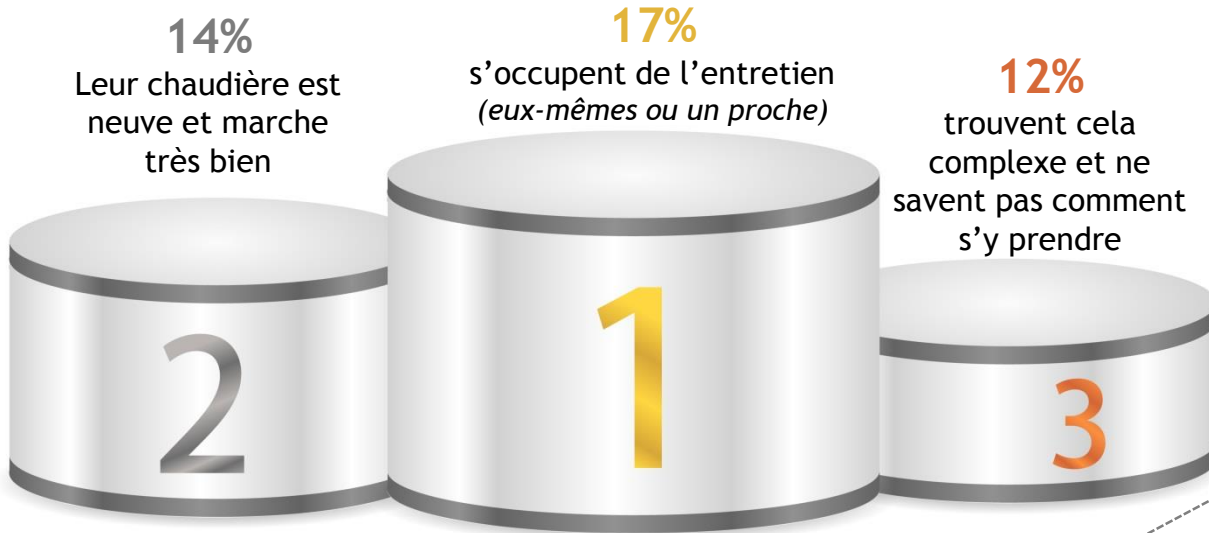 14%
Leur chaudière est
neuve et marche
très bien
17%
s’occupent de l’entretien
(eux-mêmes ou un proche)
12%
trouvent cela
complexe et ne
savent pas comment
s’y prendre
2
1
3